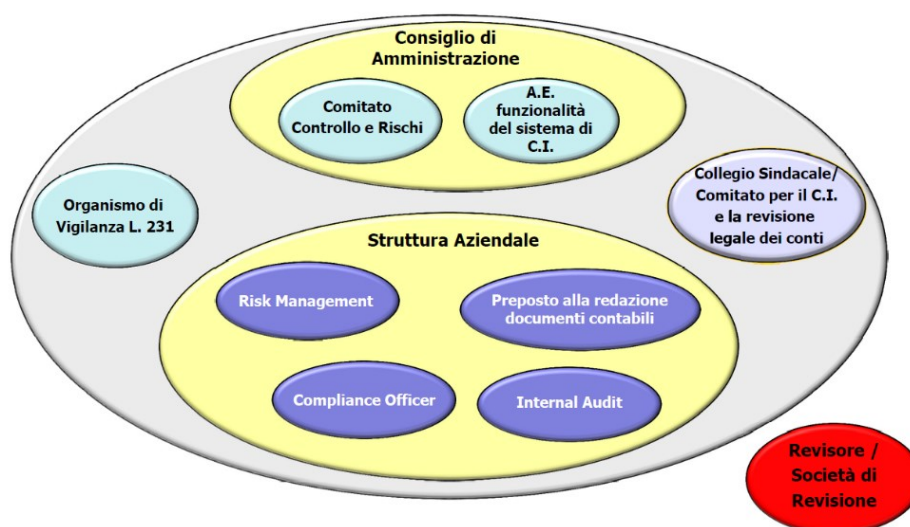 Consiglio di
Amministrazione
Comitato
Controllo e Rischi
A.E.
funzionalità
del sistema di
C.I.
Organismo di
Vigilanza L. 231
Collegio Sindacale/
Comitato per il C.I.
e la revisione
legale dei conti
Struttura Aziendale
Risk Management
Preposto alla redazione
documenti contabili
Compliance Officer
Internal Audit
Revisore /
Società di
Revisione